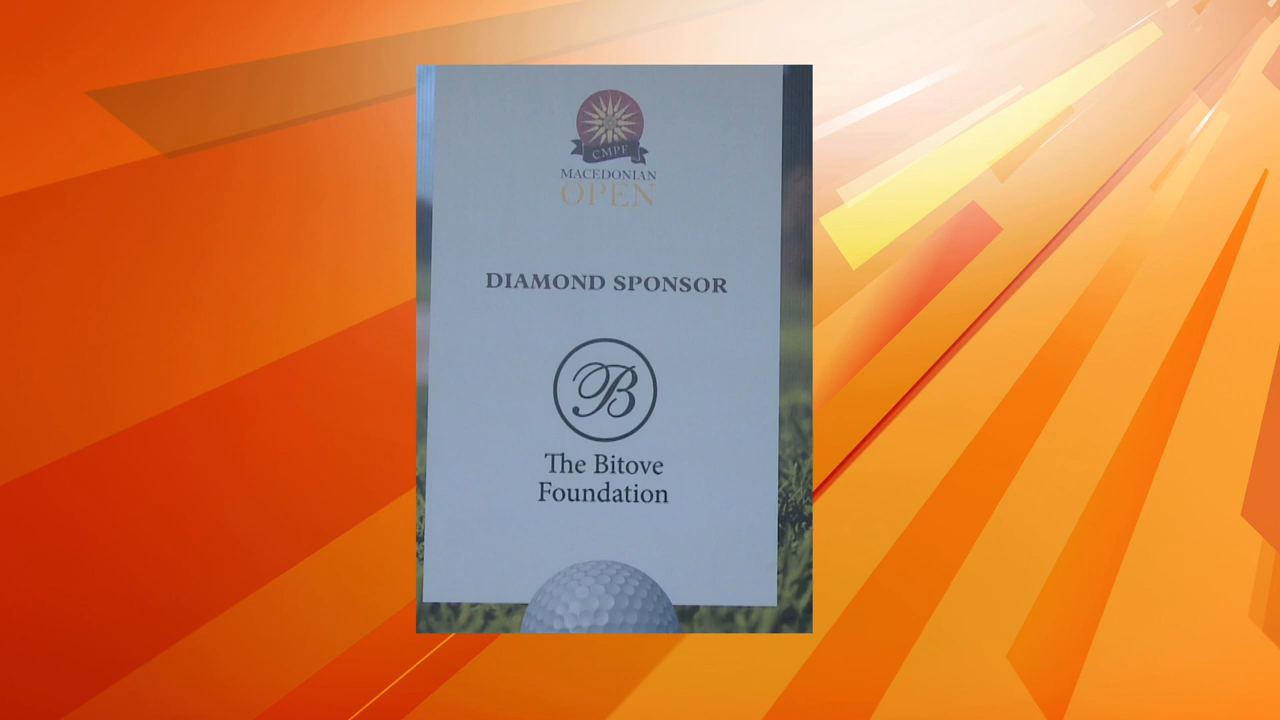 CMPF
MACEDONIAN
OPEN
DIAMOND SPONSOR
B
The Bitove
Foundation